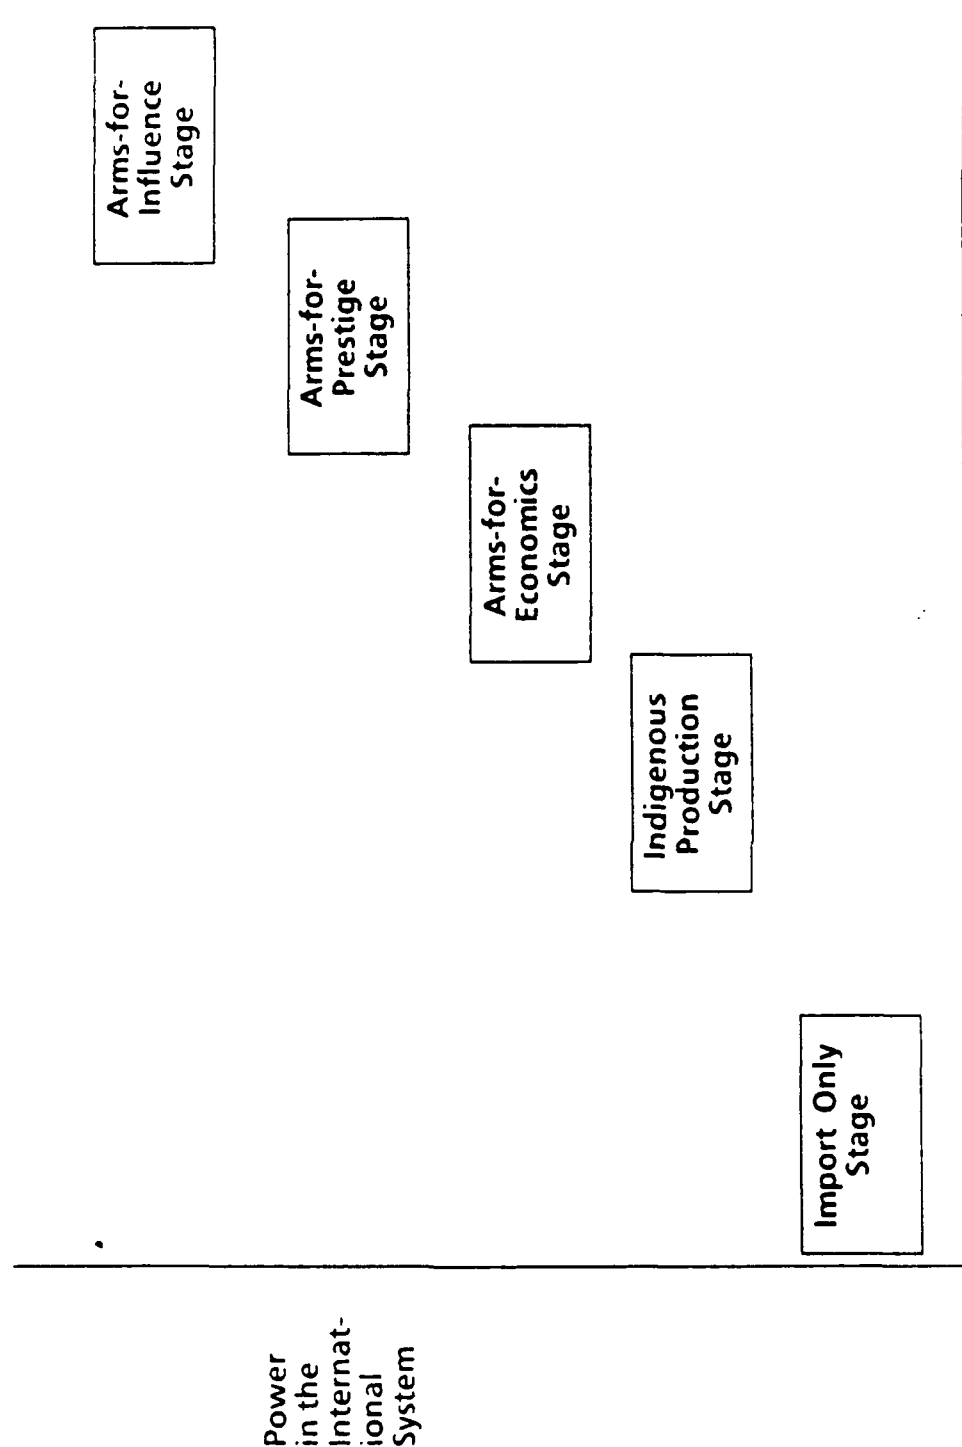 Power
in the
Internat-
ional
System
Arms-for-
Influence
Stage
Arms-for-
Prestige
Stage
Arms-for-
Economics
Stage
Indigenous
Production
Stage
Import Only
Stage